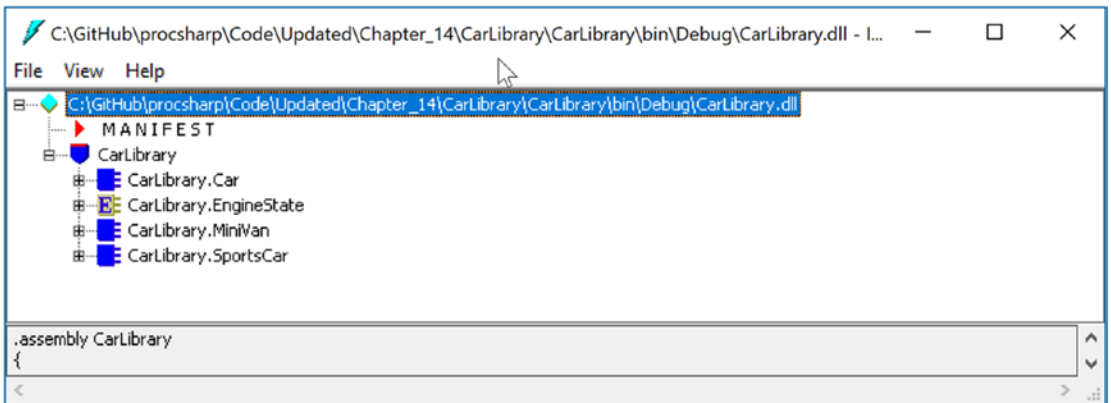 C:\GitHub\procsharp\Code\Updated\Chapter_14\CarLibrary\CarLibrary\bin\Debug\CarLibrary.dll - I...
File View Help
C:\GitHub\procsharp\Code\Updated\Chapter_14\CarLibrary\CarLibrary\bin\Debug\CarLibrary.dll
MANIFEST
CarLibrary
CarLibrary.Car
E CarLibrary.EngineState
CarLibrary.MiniVan
CarLibrary.SportsCar
.assembly CarLibrary
{